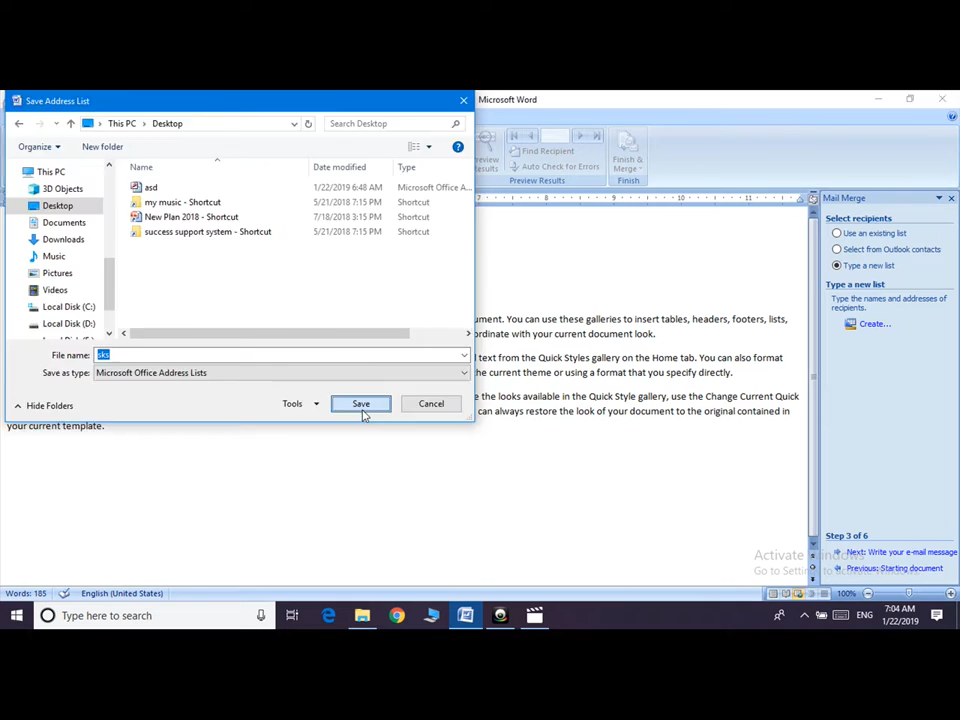 Save Address List
Microsoft Word
This PC
Desktop
Search Desktop
Organize
New folder
Name
Date modified
Type
This PC
3D Objects
Desktop
Documents
Downloads
Music
Pictures
Videos
Local Disk (C:)
Local Disk (D:)
asd 1/22/2019 6:48 AM Microsoft Office A...
my music - Shortcut 5/21/2018 7:15 PM Shortcut
New Plan 2018 - Shortcut 7/18/2018 3:15 PM Shortcut
success support system - Shortcut 5/21/2018 7:15 PM Shortcut
File name: sks
Save as type: Microsoft Office Address Lists
Hide Folders
Tools
Save
Cancel
Results
Find Recipient
Auto Check for Errors
Preview Results
Finish &
Merge
Finish
7 8 9 10 11
cument. You can use these galleries to insert tables, headers, footers, lists,
ordinate with your current document look.
d text from the Quick Styles gallery on the Home tab. You can also format
the current theme or using a format that you specify directly.
e the looks available in the Quick Style gallery, use the Change Current Quick
can always restore the look of your document to the original contained in
your current template.
Mail Merge
Select recipients
Use an existing list
Select from Outlook contacts
Type a new list
Type a new list
Type the names and addresses of
recipients.
Create...
Step 3 of 6
Next: Write your e-mail message
Previous: Starting document
Activate Windows
Go to Settin
Words: 185
English (United States)
100%
Type here to search
ENG
7:04 AM
1/22/2019